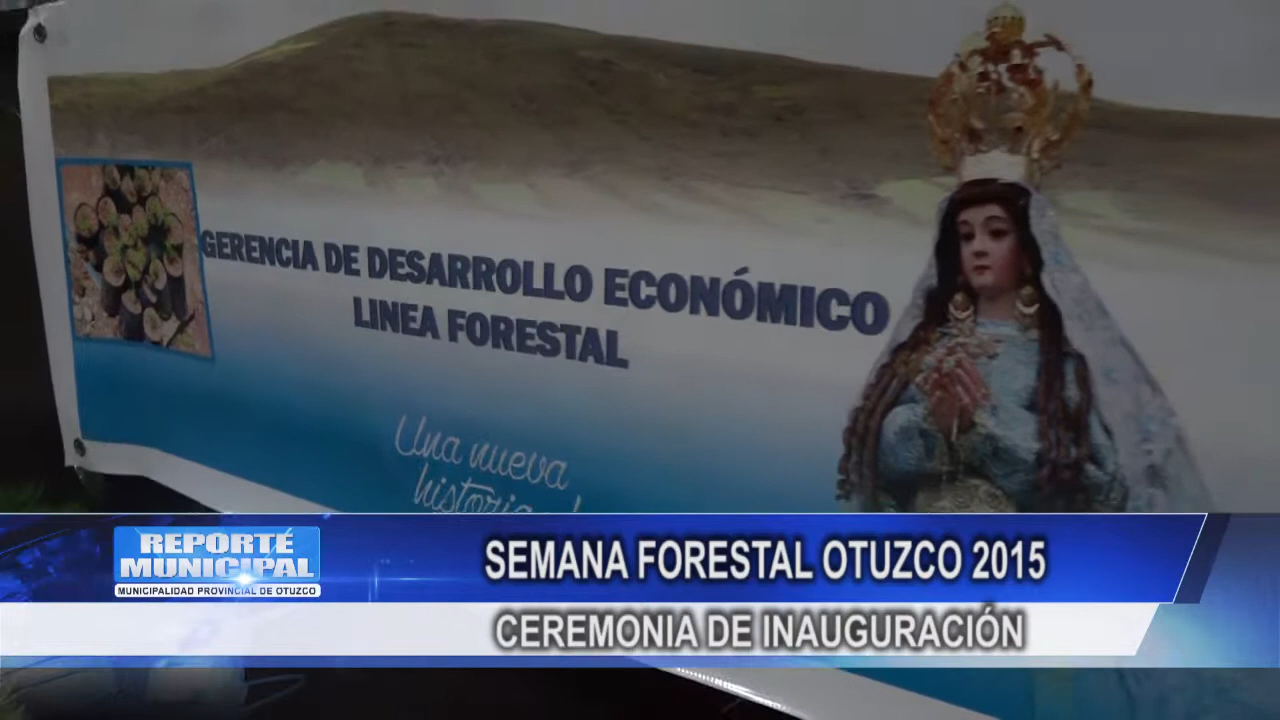 GERENCIA DE DESARROLLO ECONÓMICO
LINEA FORESTAL
Una nueva
historia
REPORTE
MUNICIPAL
MUNICIPALIDAD PROVINCIAL DE OTUZCO
SEMANA FORESTAL OTUZCO 2015
CEREMONIA DE INAUGURACIÓN